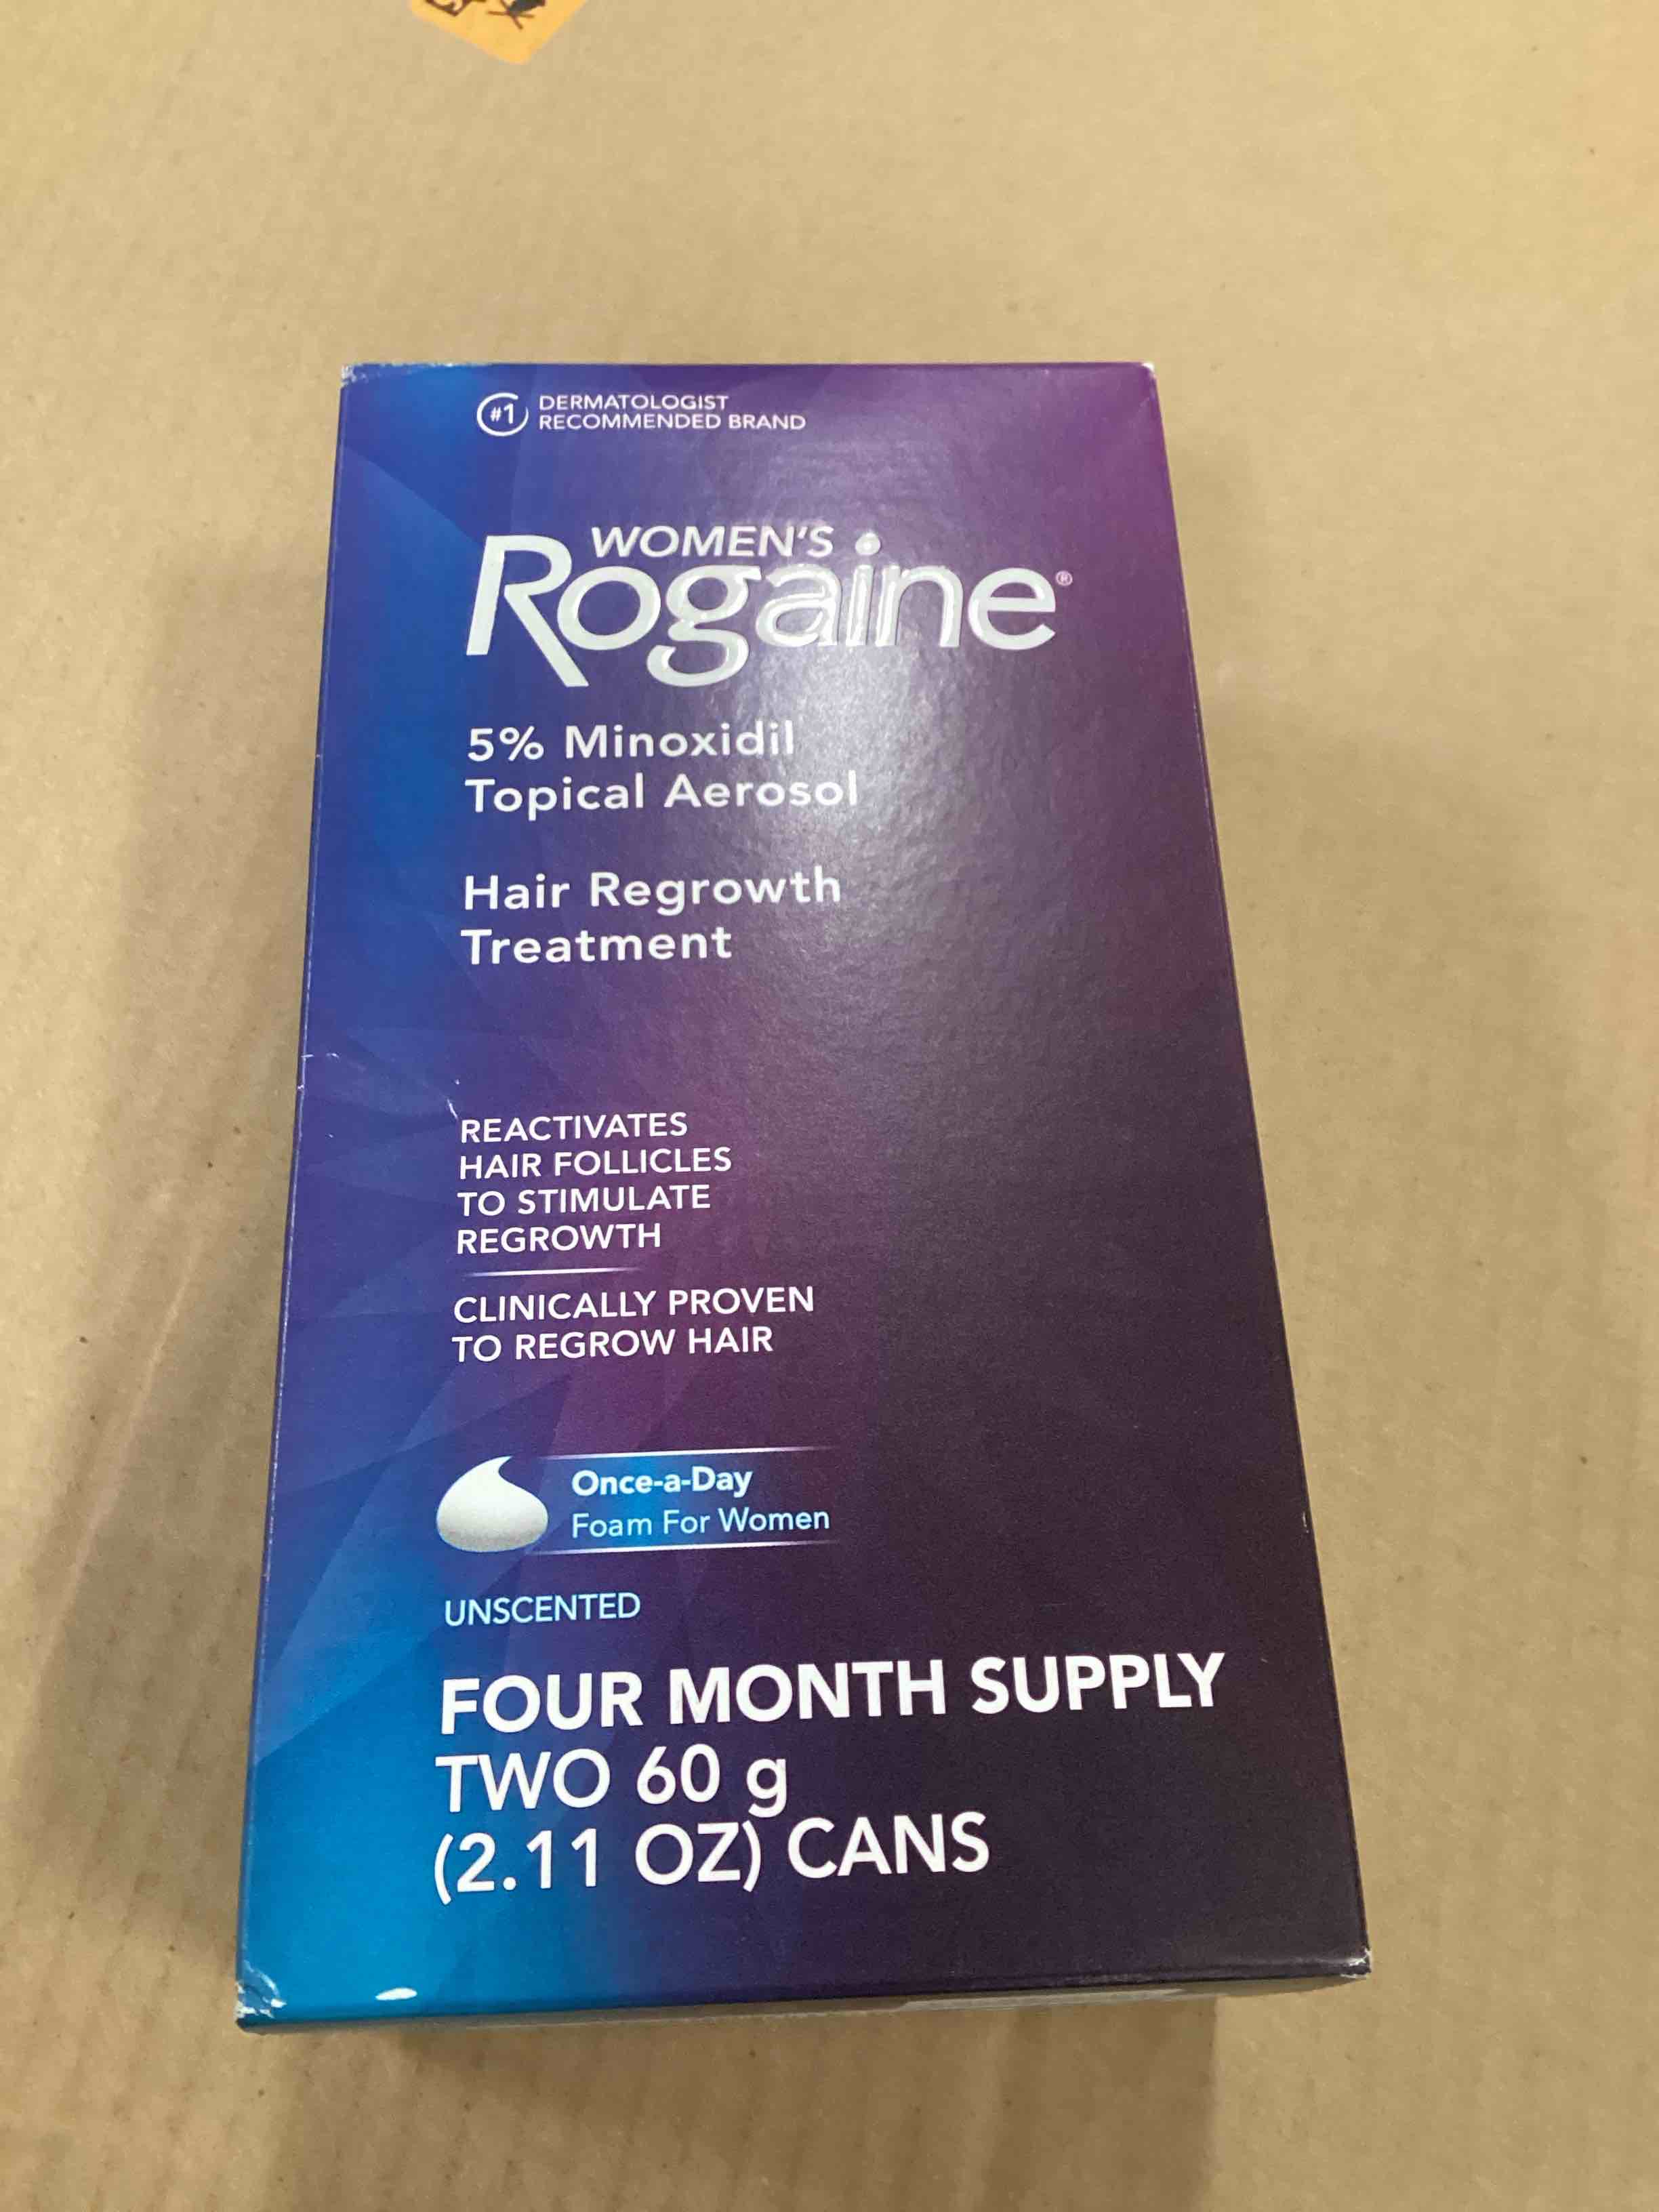 #1 DERMATOLOGIST
RECOMMENDED BRAND
WOMEN'S
Rogaine®
5% Minoxidil
Topical Aerosol
Hair Regrowth
Treatment
REACTIVATES
HAIR FOLLICLES
TO STIMULATE
REGROWTH
CLINICALLY PROVEN
TO REGROW HAIR
Once-a-Day
Foam For Women
UNSCENTED
FOUR MONTH SUPPLY
TWO 60 g
(2.11 OZ) CANS